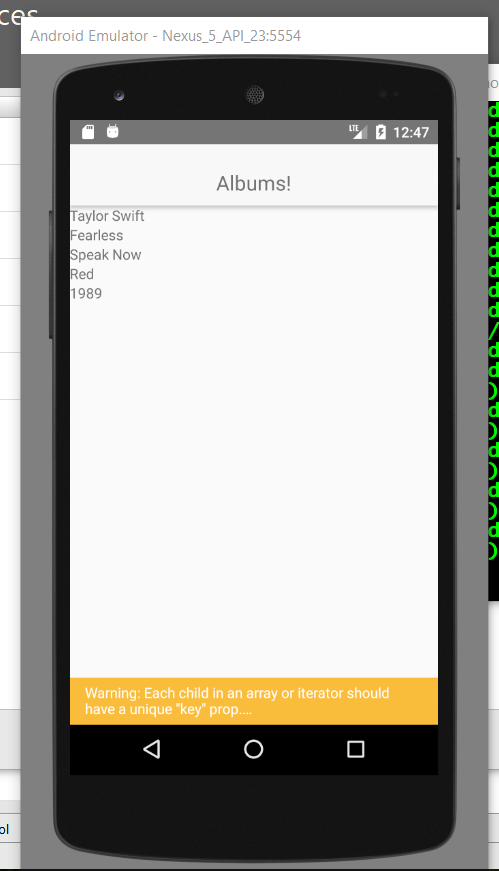 ces
Android Emulator - Nexus_5_API_23:5554
LTE 12:47
Albums!
Taylor Swift
Fearless
Speak Now
Red
1989
Warning: Each child in an array or iterator should
have a unique "key" prop....
ol